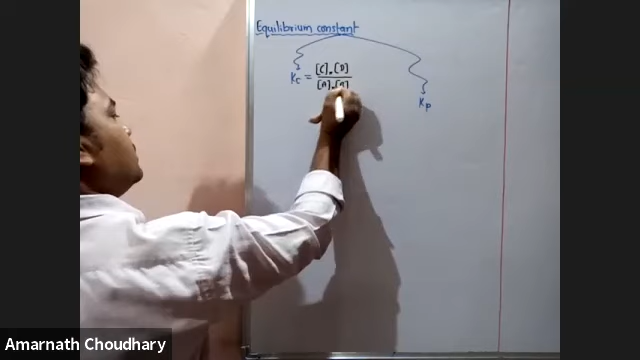 Equilibrium constant
Kc = [C].[D]
[A].[B]
Kp
Amarnath Choudhary